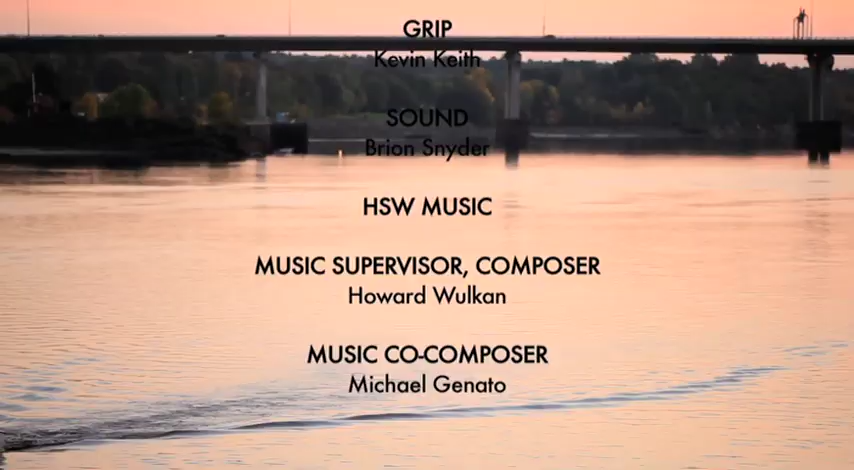 GRIP
Kevin Keith
SOUND
Brion Snyder
HSW MUSIC
MUSIC SUPERVISOR, COMPOSER
Howard Wulkan
MUSIC CO-COMPOSER
Michael Genato